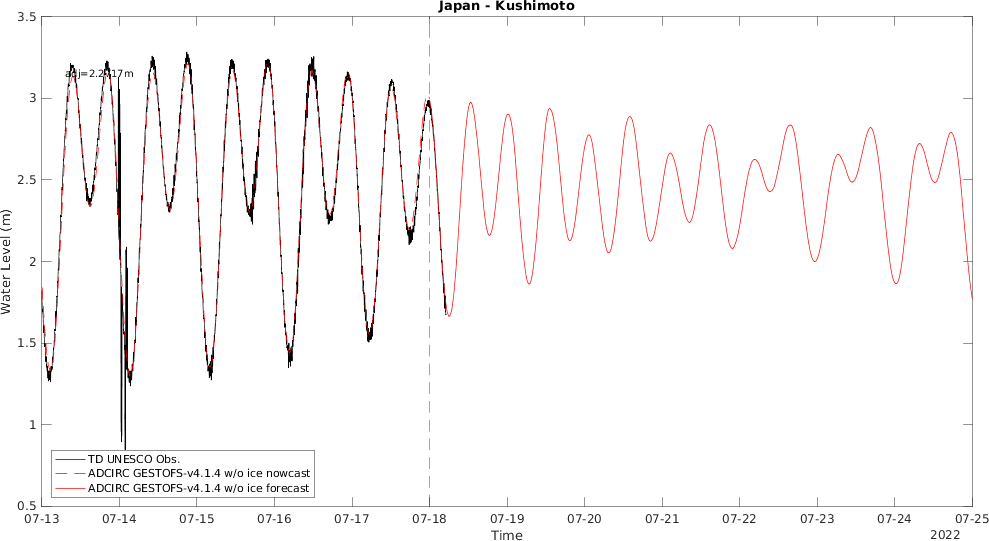 Japan - Kushimoto
3.5
3
2.5
2
1.5
1
0.5
Water Level (m)
TD UNESCO Obs.
ADCIRC GESTOFS-v4.1.4 w/o ice nowcast
ADCIRC GESTOFS-v4.1.4 w/o ice forecast
07-13 07-14 07-15 07-16 07-17 07-18 07-19 07-20 07-21 07-22 07-23 07-24 07-25
Time
2022